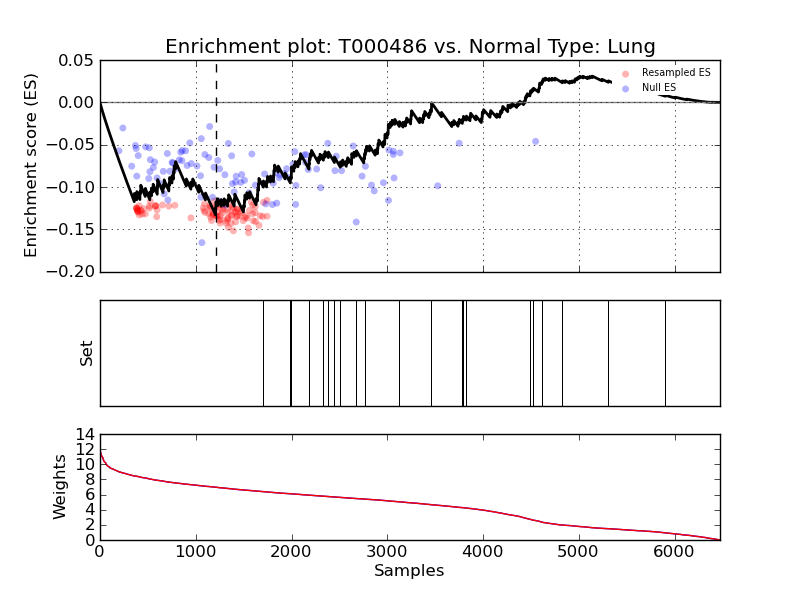 Enrichment plot: T000486 vs. Normal Type: Lung
Enrichment score (ES)
0.05
0.00
−0.05
−0.10
−0.15
−0.20
Resampled ES
Null ES
Set
Weights
14
12
10
8
6
4
2
0
0 1000 2000 3000 4000 5000 6000
Samples